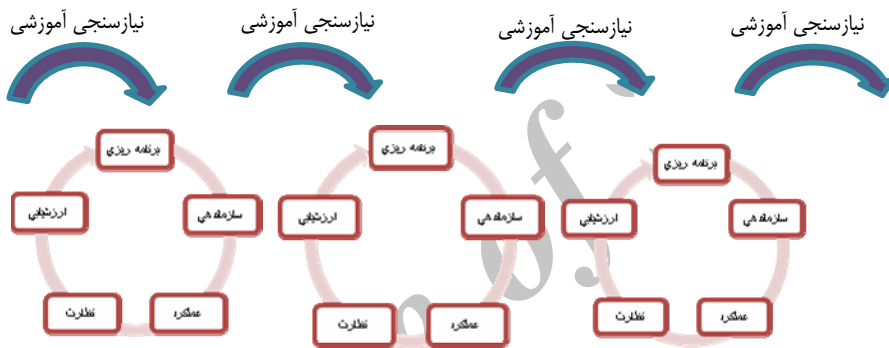 نیازسنجی آموزشی
نیازسنجی آموزشی
نیازسنجی آموزشی
نیازسنجی آموزشی
برنامه ریزی
سازماندهی
عملکرد
نظارت
ارزشیابی
برنامه ریزی
سازماندهی
عملکرد
نظارت
ارزشیابی
برنامه ریزی
سازماندهی
عملکرد
نظارت
ارزشیابی
of